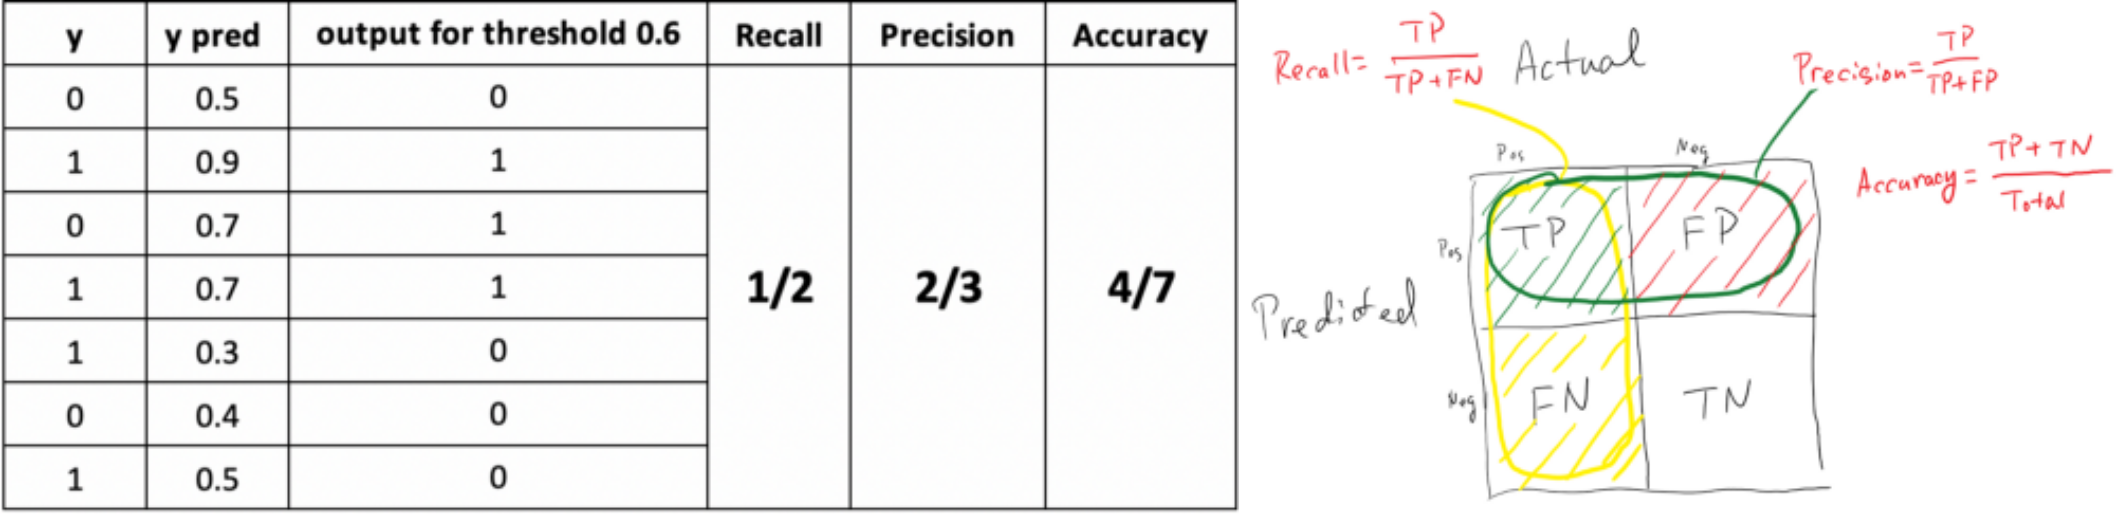 y y pred output for threshold 0.6 Recall Precision Accuracy
0 0.5 0
1 0.9 1
0 0.7 1
1 0.7 1 1/2 2/3 4/7
1 0.3 0
0 0.4 0
1 0.5 0
Recall = TP / TP+FN
Actual
Precision = TP / TP+FP
Accuracy = TP + TN / Total
Pos Neg
Pos TP FP
Predicted
Neg FN TN